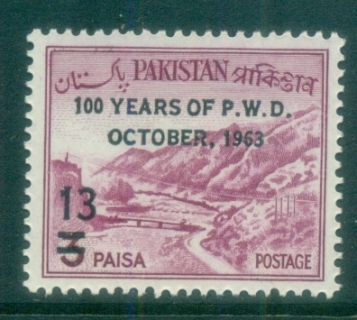 پاکستان PAKISTAN পাকিস্তান
100 YEARS OF P.W.D.
OCTOBER, 1963
13
3 PAISA POSTAGE